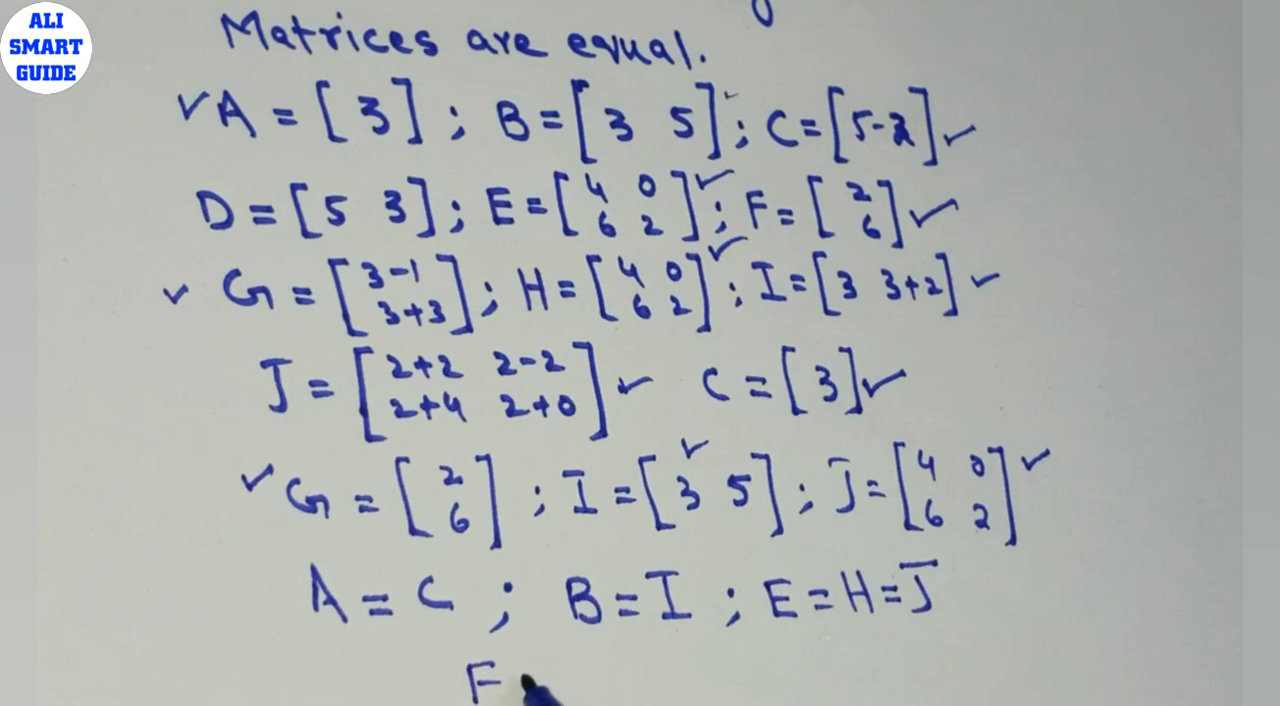 ALI
SMART
GUIDE
Matrices are equal.
✓A = [3]; B = [3 5]✓; C = [5-2]✓
D = [5 3]; E = [4 0; 6 2]✓; F = [2; 6]✓
✓ G = [3-1; 3+3]; H = [4 0; 6 2]✓; I = [3 3+2]✓
J = [2+2 2-2; 2+4 2+0]✓ C = [3]✓
✓G = [2; 6]; I = [3 5]✓; J = [4 0; 6 2]✓
A = C ; B = I ; E = H = J
F